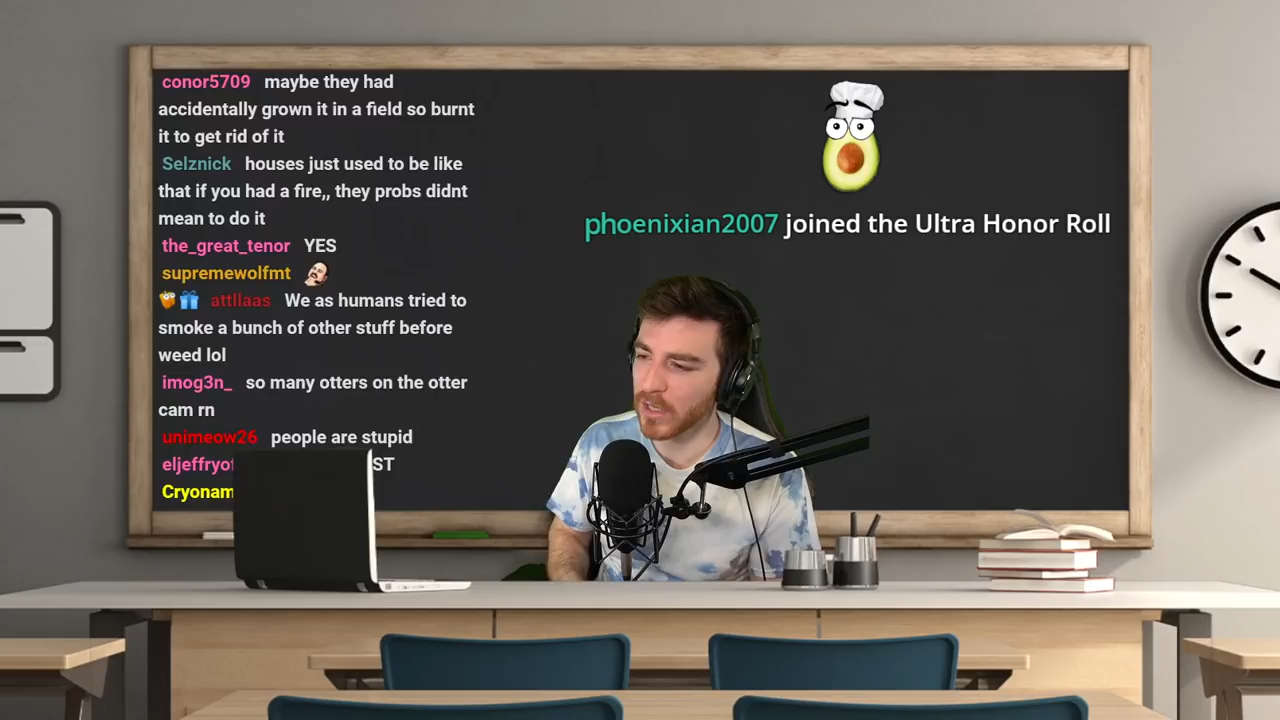 conor5709 maybe they had
accidentally grown it in a field so burnt
it to get rid of it
Selznick houses just used to be like
that if you had a fire,, they probs didnt
mean to do it
the_great_tenor YES
supremewolfmt
attllaas We as humans tried to
smoke a bunch of other stuff before
weed lol
imog3n_ so many otters on the otter
cam rn
unimeow26 people are stupid
phoenixian2007 joined the Ultra Honor Roll